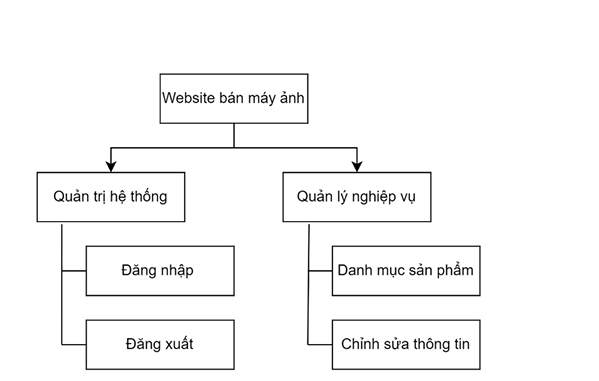 Website bán máy ảnh
Quản trị hệ thống
Quản lý nghiệp vụ
Đăng nhập
Danh mục sản phẩm
Đăng xuất
Chỉnh sửa thông tin